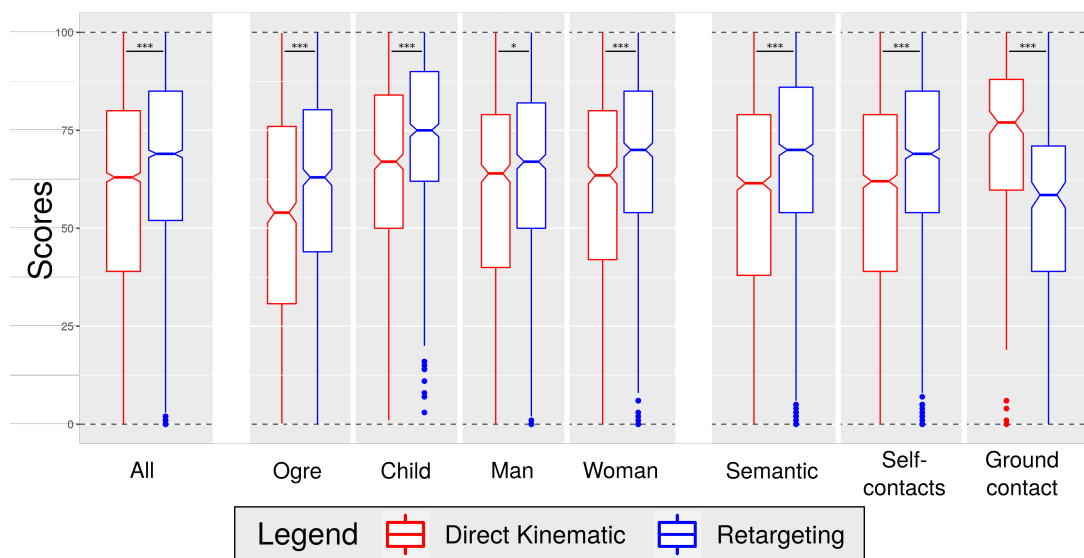 100
75
50
25
0
Scores
***
***
***
*
***
***
***
***
All
Ogre
Child
Man
Woman
Semantic
Self-
contacts
Ground
contact
Legend
Direct Kinematic
Retargeting